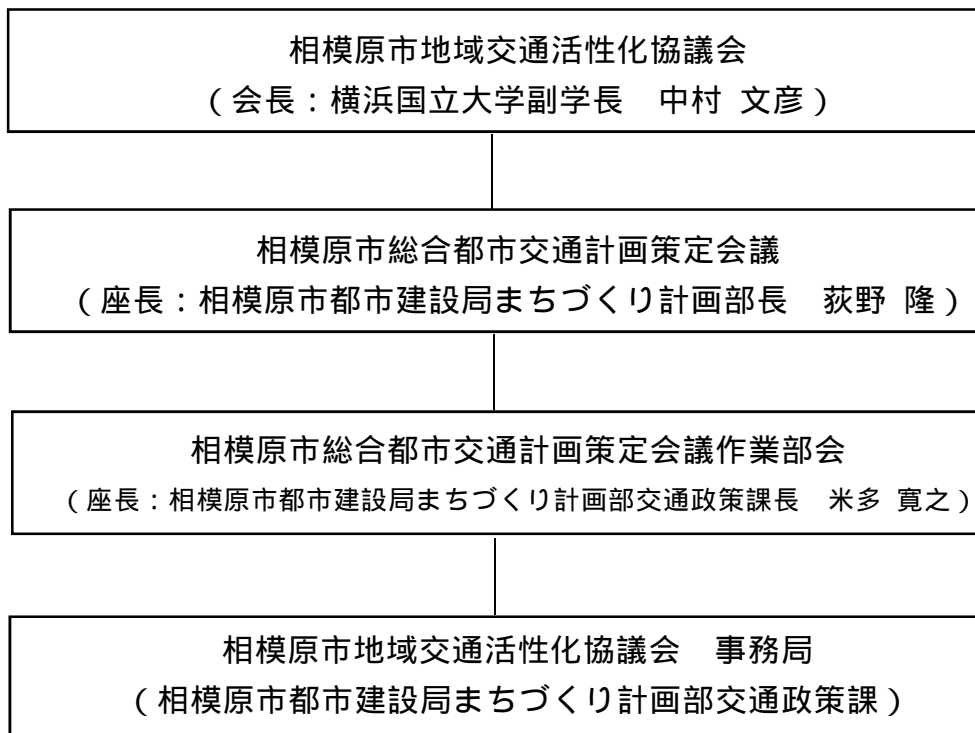 相模原市地域交通活性化協議会
（会長：横浜国立大学副学長　中村 文彦）
相模原市総合都市交通計画策定会議
（座長：相模原市都市建設局まちづくり計画部長　荻野 隆）
相模原市総合都市交通計画策定会議作業部会
（座長：相模原市都市建設局まちづくり計画部交通政策課長　米多 寛之）
相模原市地域交通活性化協議会　事務局
（相模原市都市建設局まちづくり計画部交通政策課）